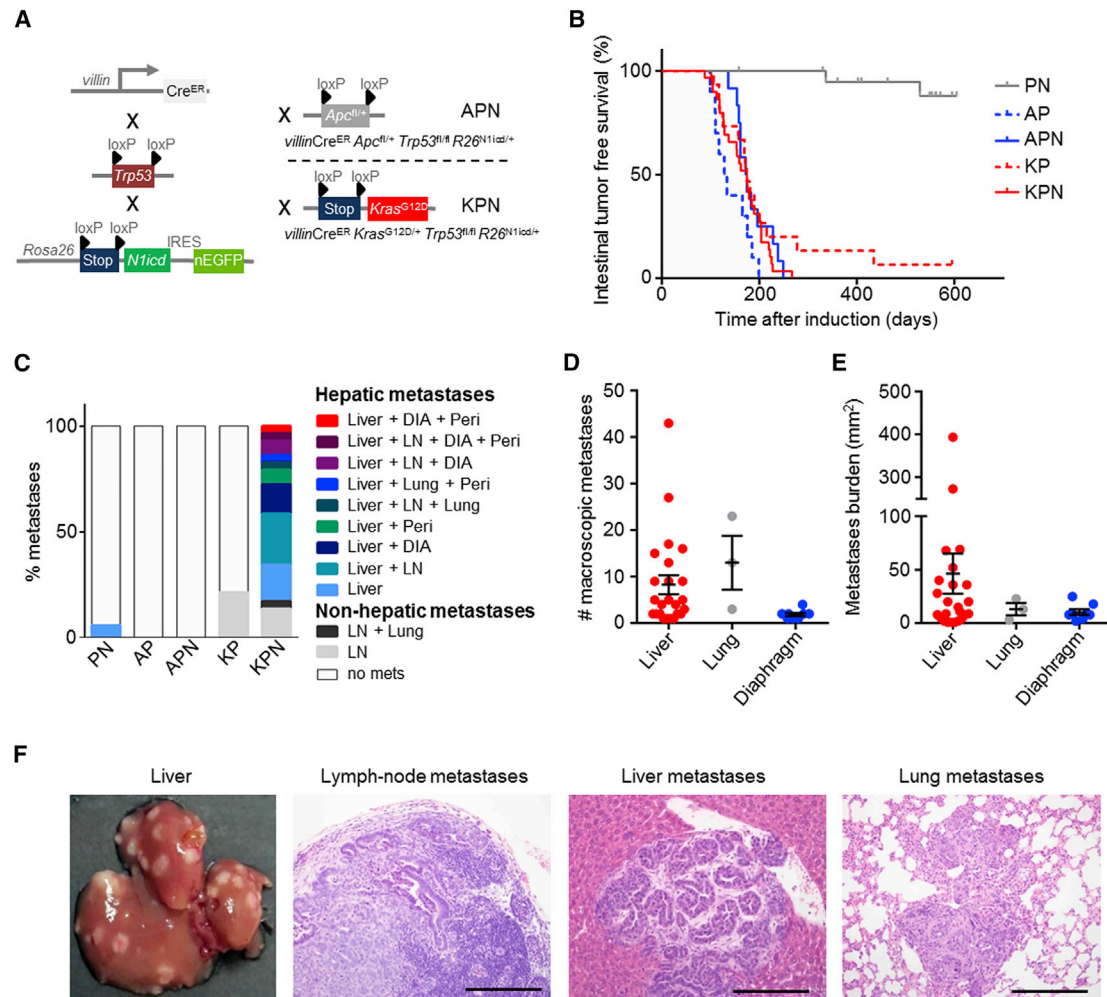 A
villin
CreER
X
loxP loxP
Trp53
X
loxP loxP
Rosa26
IRES
Stop
N1icd
nEGFP
loxP loxP
X
Apcfl/+
APN
villinCreER Apcfl/+ Trp53fl/fl R26N1icd/+
loxP loxP
X
Stop
KrasG12D
KPN
villinCreER KrasG12D/+ Trp53fl/fl R26N1icd/+
B
Intestinal tumor free survival (%)
100
50
0
0 200 400 600
Time after induction (days)
PN
AP
APN
KP
KPN
C
% metastases
100
50
0
PN AP APN KP KPN
Hepatic metastases
Liver + DIA + Peri
Liver + LN + DIA + Peri
Liver + LN + DIA
Liver + Lung + Peri
Liver + LN + Lung
Liver + Peri
Liver + DIA
Liver + LN
Liver
Non-hepatic metastases
LN + Lung
LN
no mets
D
# macroscopic metastases
50
40
30
20
10
0
Liver Lung Diaphragm
E
Metastases burden (mm2)
500
400
300
200
100
50
0
Liver Lung Diaphragm
F
Liver
Lymph-node metastases
Liver metastases
Lung metastases